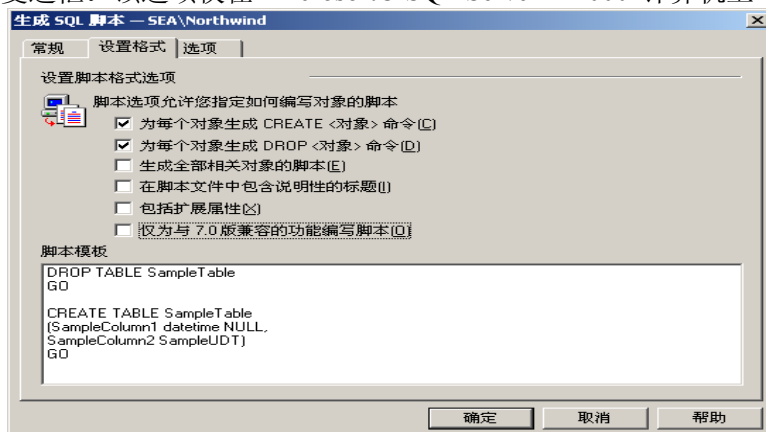 生成 SQL 脚本 — SEA\Northwind
常规 设置格式 选项
设置脚本格式选项
脚本选项允许您指定如何编写对象的脚本
为每个对象生成 CREATE <对象> 命令(C)
为每个对象生成 DROP <对象> 命令(D)
生成全部相关对象的脚本(E)
在脚本文件中包含说明性的标题(I)
包括扩展属性(X)
仅为与 7.0 版兼容的功能编写脚本(O)
脚本模板
DROP TABLE SampleTable
GO
CREATE TABLE SampleTable
(SampleColumn1 datetime NULL,
SampleColumn2 SampleUDT)
GO
确定 取消 帮助